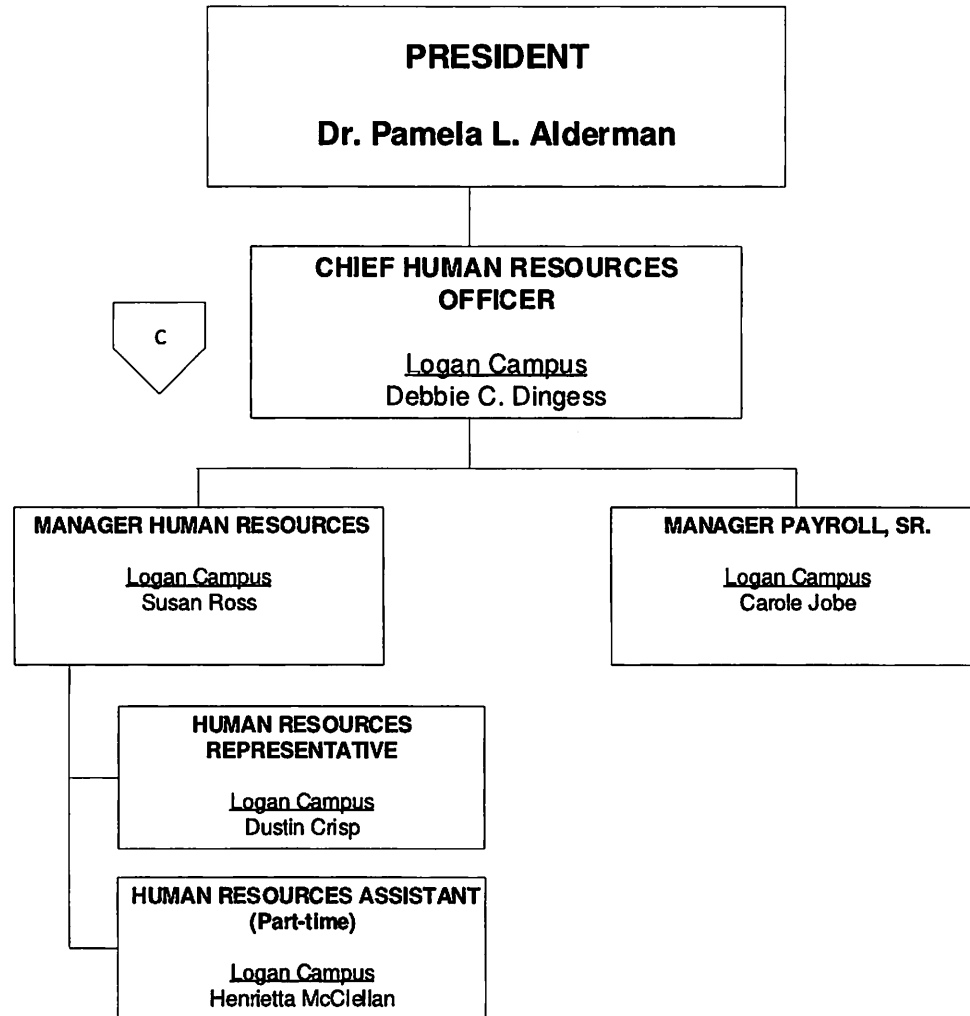 PRESIDENT
Dr. Pamela L. Alderman
CHIEF HUMAN RESOURCES
OFFICER
Logan Campus
Debbie C. Dingess
C
MANAGER HUMAN RESOURCES
Logan Campus
Susan Ross
MANAGER PAYROLL, SR.
Logan Campus
Carole Jobe
HUMAN RESOURCES
REPRESENTATIVE
Logan Campus
Dustin Crisp
HUMAN RESOURCES ASSISTANT
(Part-time)
Logan Campus
Henrietta McClellan